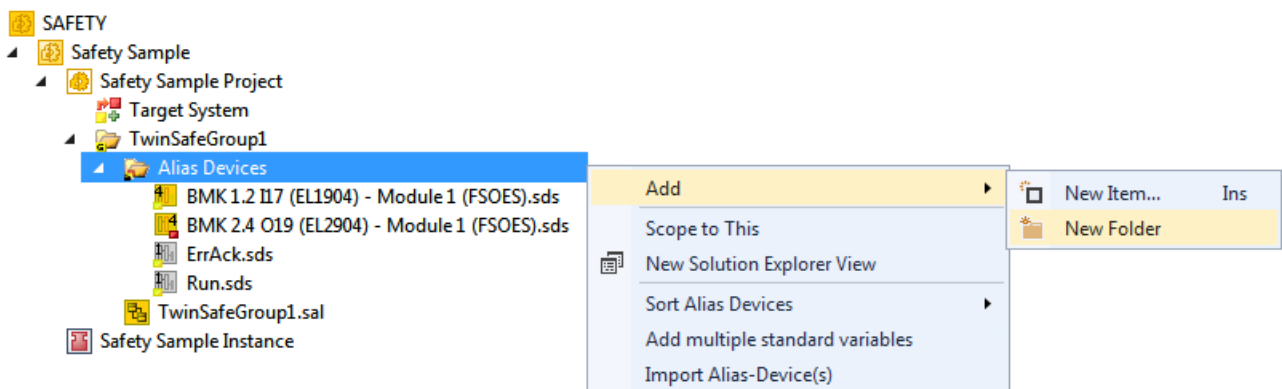 SAFETY
Safety Sample
Safety Sample Project
Target System
TwinSafeGroup1
Alias Devices
BMK 1.2 I17 (EL1904) - Module 1 (FSOES).sds
BMK 2.4 O19 (EL2904) - Module 1 (FSOES).sds
ErrAck.sds
Run.sds
TwinSafeGroup1.sal
Safety Sample Instance
Add
Scope to This
New Solution Explorer View
Sort Alias Devices
Add multiple standard variables
Import Alias-Device(s)
New Item... Ins
New Folder